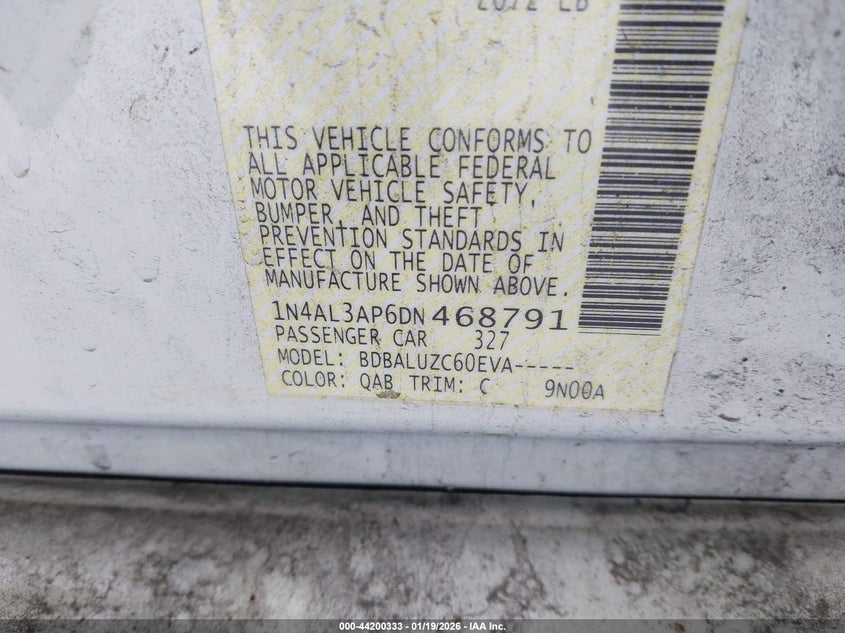 2672 LB
THIS VEHICLE CONFORMS TO
ALL APPLICABLE FEDERAL
MOTOR VEHICLE SAFETY,
BUMPER, AND THEFT
PREVENTION STANDARDS IN
EFFECT ON THE DATE OF
MANUFACTURE SHOWN ABOVE.
1N4AL3AP6DN468791
PASSENGER CAR 327
MODEL: BDBALUZC60EVA-----
COLOR: QAB TRIM: C 9N00A
000-44200333 - 01/19/2026 - IAA Inc.